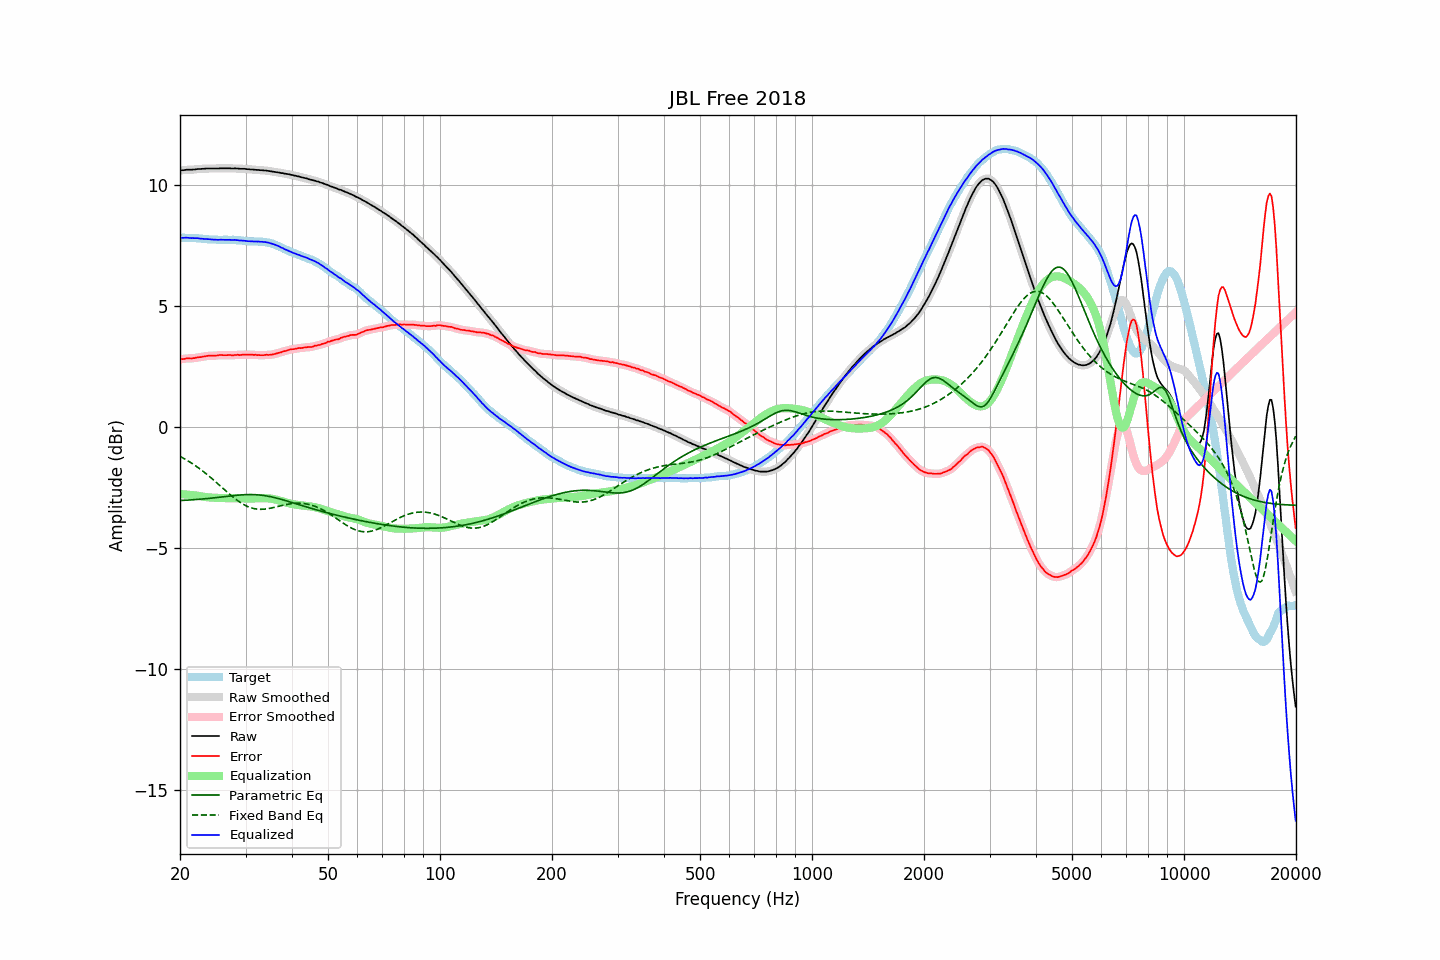 JBL Free 2018
Amplitude (dBr)
10
5
0
−5
−10
−15
Target
Raw Smoothed
Error Smoothed
Raw
Error
Equalization
Parametric Eq
Fixed Band Eq
Equalized
20 50 100 200 500 1000 2000 5000 10000 20000
Frequency (Hz)